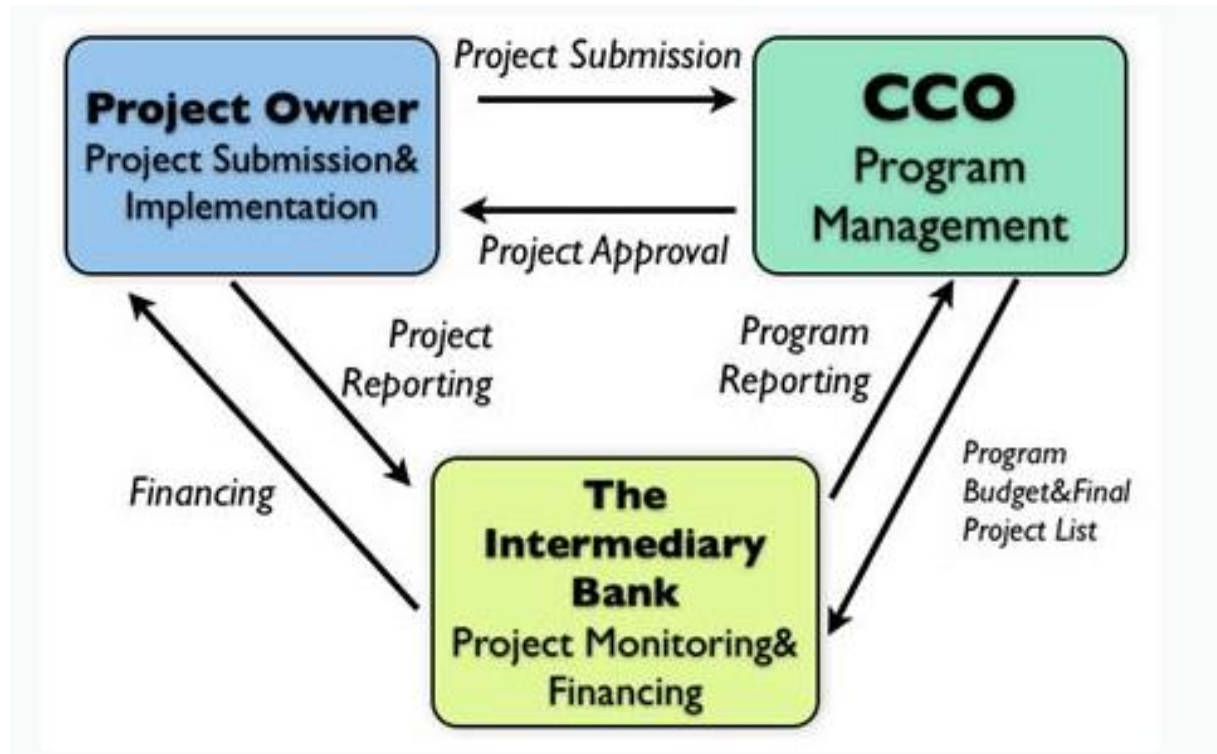 Project Owner
Project Submission&
Implementation
Project Submission
CCO
Program
Management
Project Approval
Project
Reporting
Program
Reporting
Financing
Program
Budget&Final
Project List
The
Intermediary
Bank
Project Monitoring&
Financing